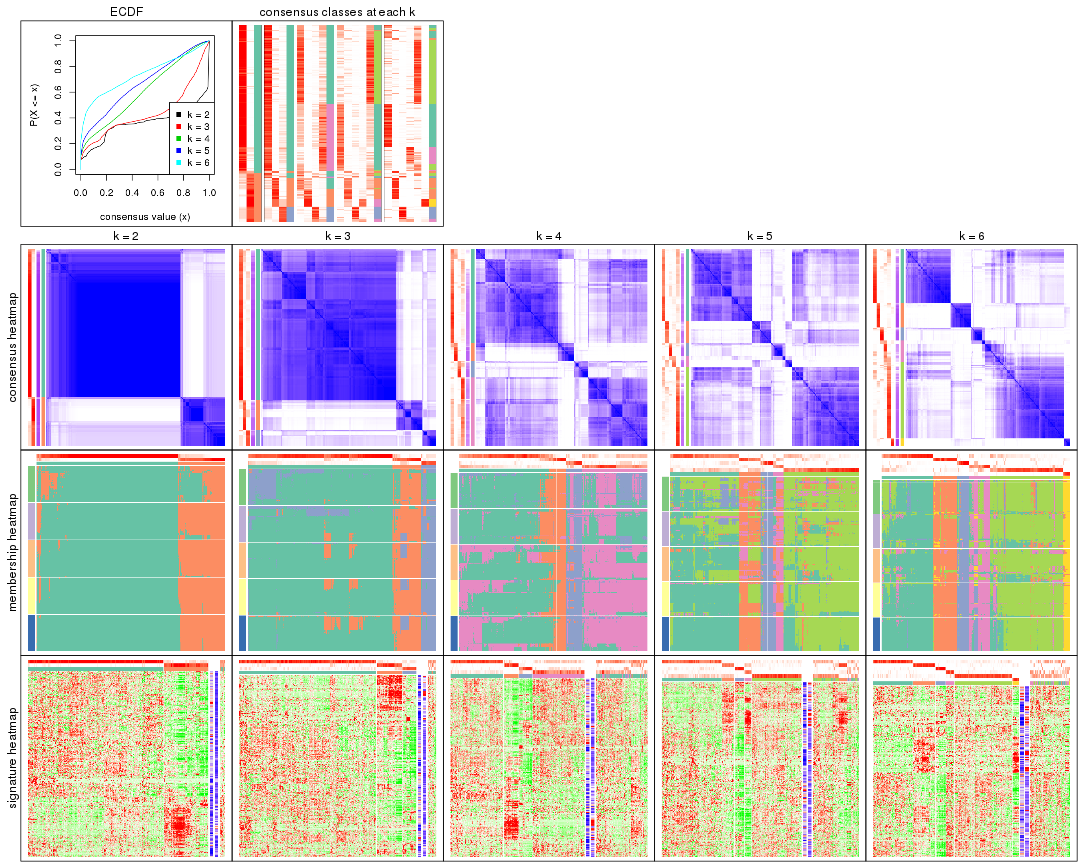 ECDF
consensus classes at each k
P(X <= x)
0.0 0.2 0.4 0.6 0.8 1.0
k = 2
k = 3
k = 4
k = 5
k = 6
0.0 0.2 0.4 0.6 0.8 1.0
consensus value (x)
k = 2
k = 3
k = 4
k = 5
k = 6
consensus heatmap
membership heatmap
signature heatmap